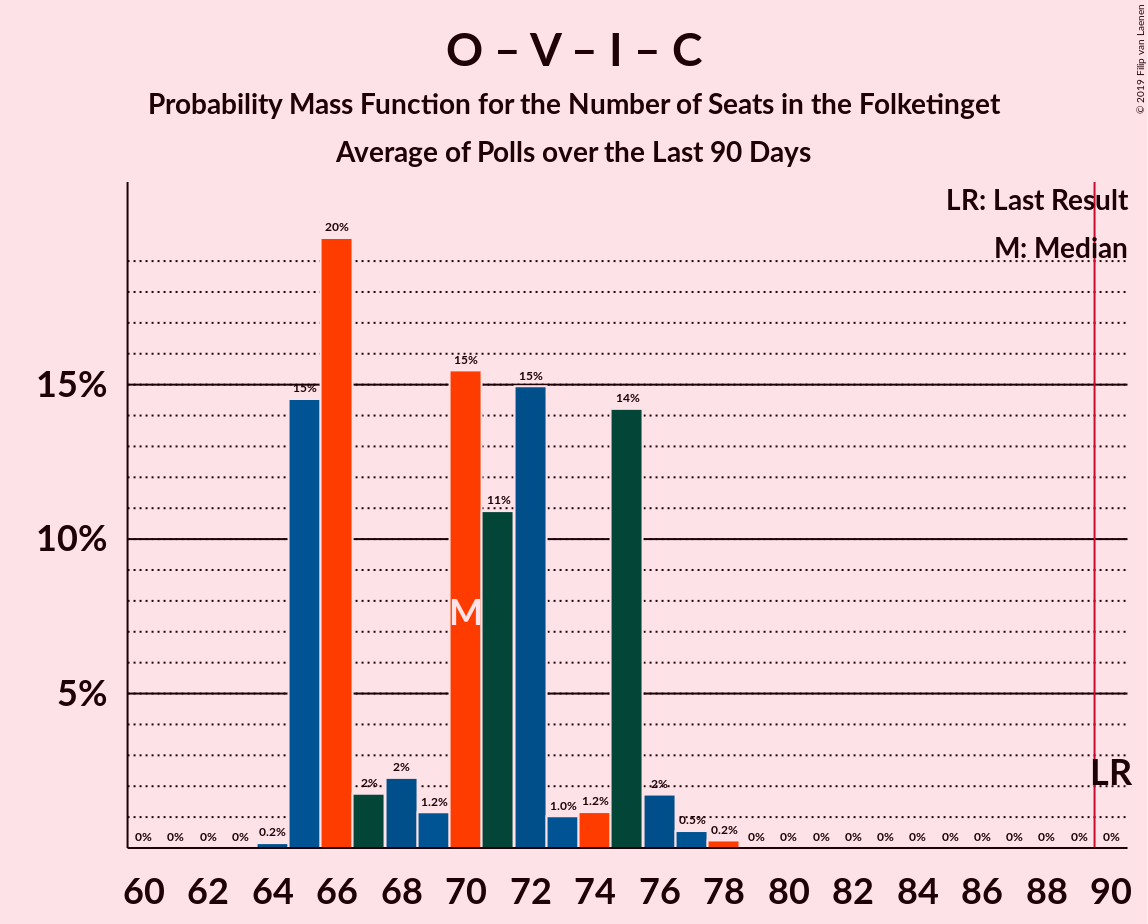 O – V – I – C
Probability Mass Function for the Number of Seats in the Folketinget
Average of Polls over the Last 90 Days
© 2019 Filip van Laenen
LR: Last Result
M: Median
20%
15%
15%
15%
15%
14%
11%
10%
M
5%
LR
2%
2%
2%
1.2%
1.0%
1.2%
0.5%
0% 0% 0% 0% 0.2% 0.2% 0% 0% 0% 0% 0% 0% 0% 0% 0% 0% 0% 0%
60 62 64 66 68 70 72 74 76 78 80 82 84 86 88 90